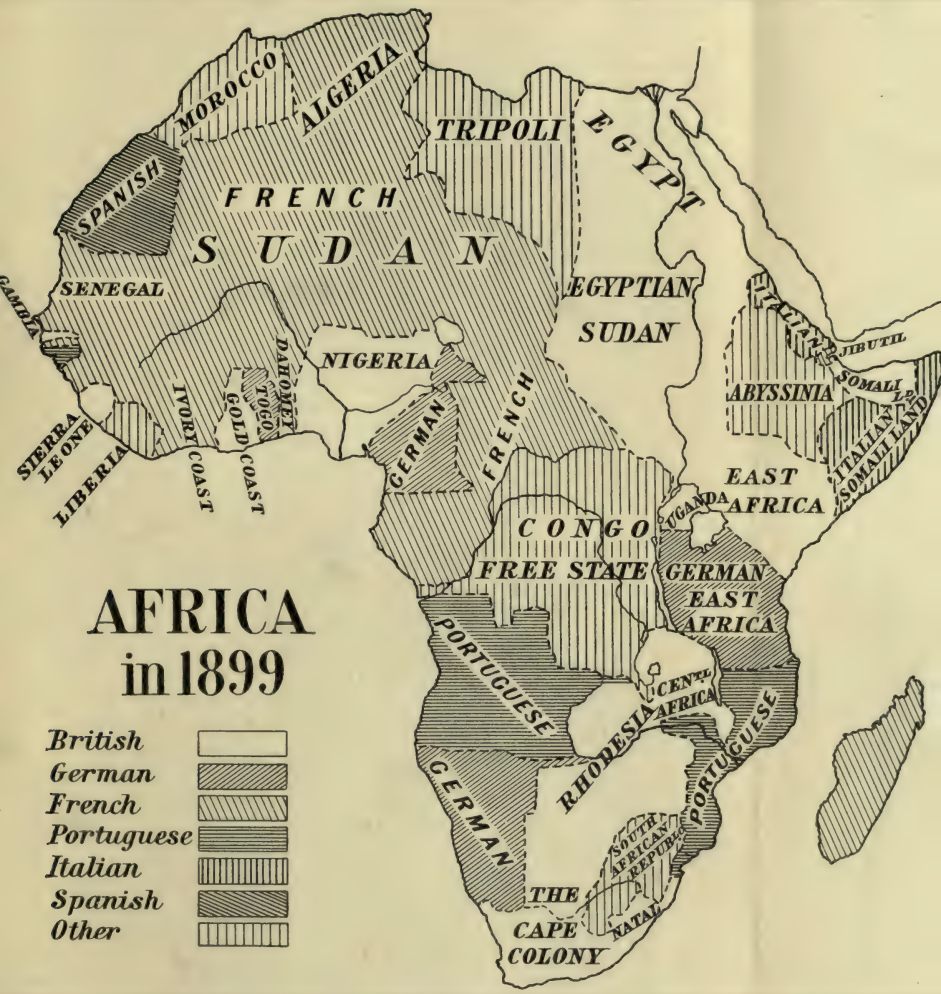 MOROCCO
ALGERIA
TRIPOLI
EGYPT
SPANISH
FRENCH
SUDAN
SENEGAL
GAMBIA
EGYPTIAN
SUDAN
ITALIAN
JIBUTIL
NIGERIA
DAHOMEY
ABYSSINIA
SOMALI
LD.
SIERRA
LEONE
LIBERIA
IVORY COAST
GOLD COAST
TOGO
GERMAN
FRENCH
ITALIAN
SOMALI LAND
EAST
AFRICA
UGANDA
CONGO
FREE STATE
GERMAN
EAST
AFRICA
PORTUGUESE
CENTL.
AFRICA
RHODESIA
PORTUGUESE
GERMAN
SOUTH
AFRICAN
REPUBLIC
THE
CAPE
COLONY
NATAL
AFRICA
in 1899
British
German
French
Portuguese
Italian
Spanish
Other